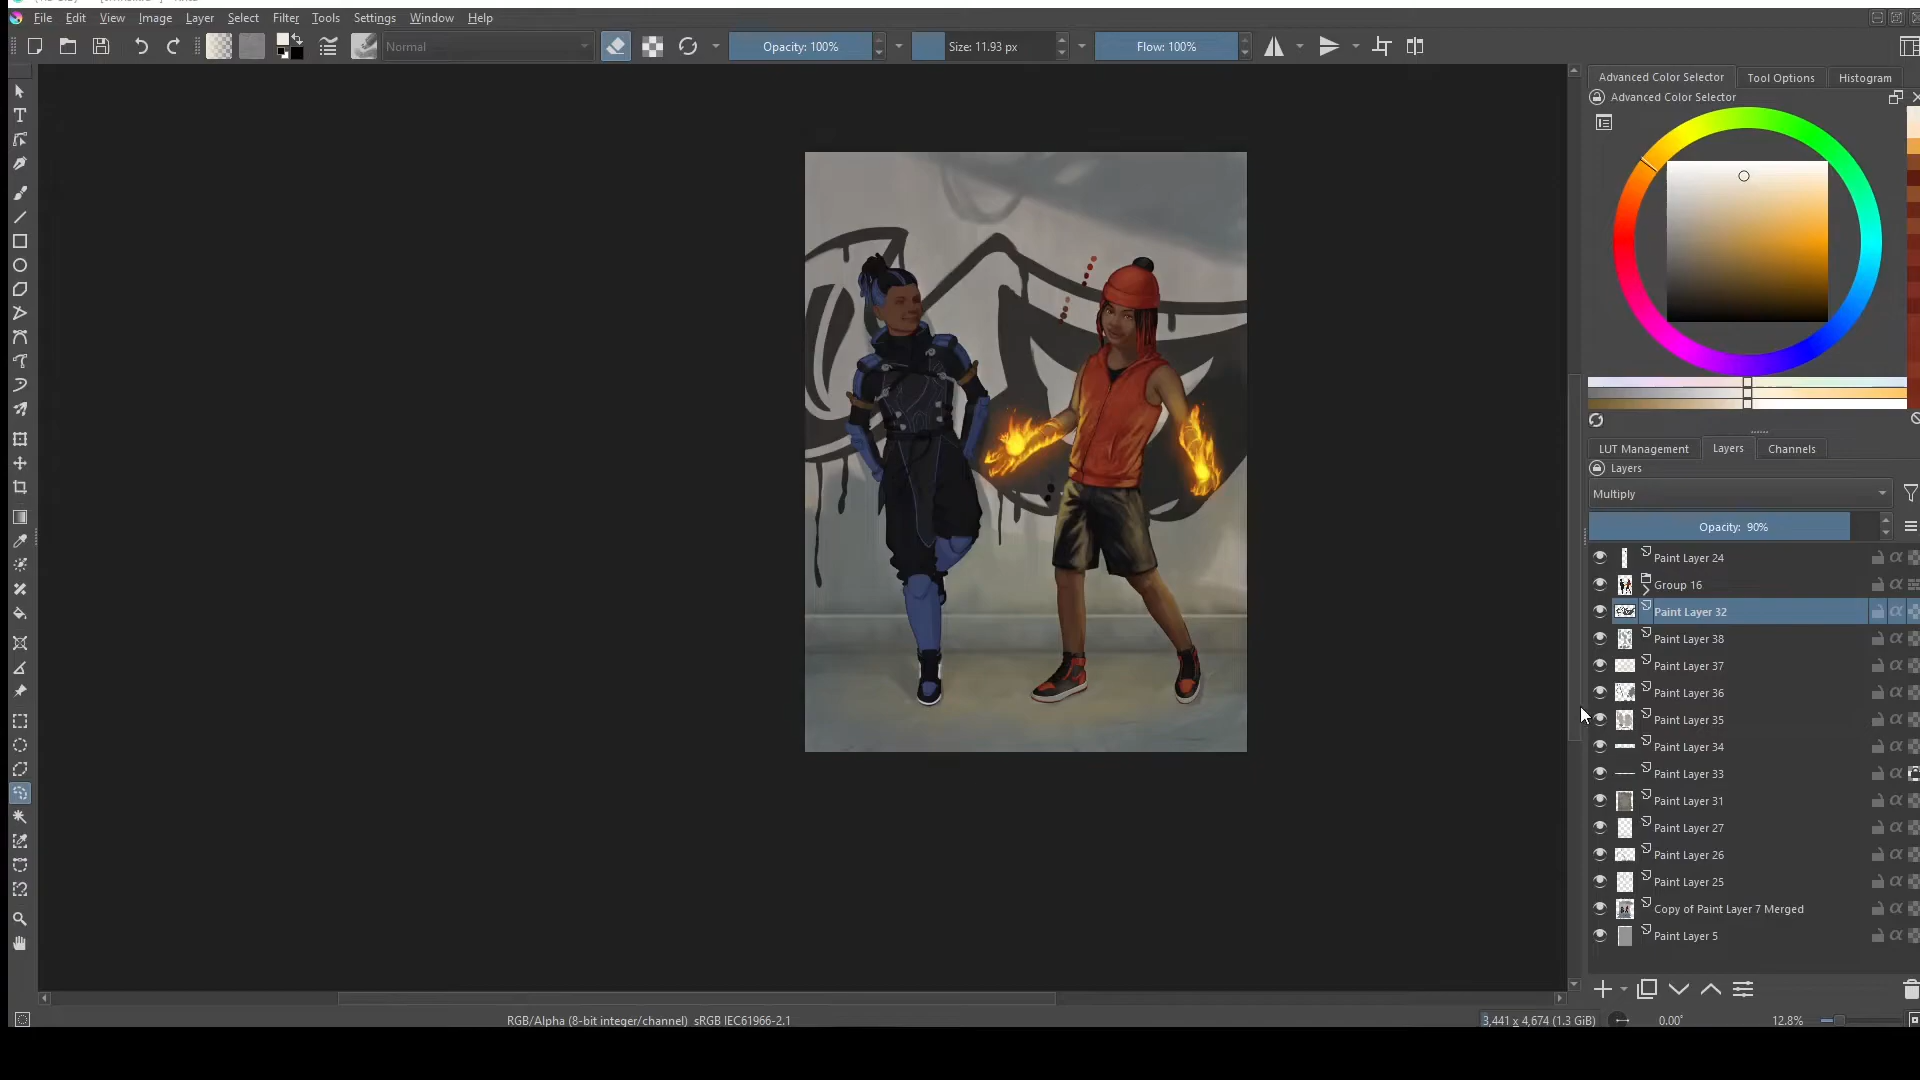 File Edit View Image Layer Select Filter Tools Settings Window Help
Normal Opacity: 100% Size: 11.93 px Flow: 100%
Advanced Color Selector Tool Options Histogram
Advanced Color Selector
LUT Management Layers Channels
Layers
Multiply
Opacity: 90%
Paint Layer 24
Group 16
Paint Layer 32
Paint Layer 38
Paint Layer 37
Paint Layer 36
Paint Layer 35
Paint Layer 34
Paint Layer 33
Paint Layer 31
Paint Layer 27
Paint Layer 26
Paint Layer 25
Copy of Paint Layer 7 Merged
Paint Layer 5
RGB/Alpha (8-bit integer/channel) sRGB IEC61966-2.1 3,441 x 4,674 (1.3 GiB) 0.00° 12.8%